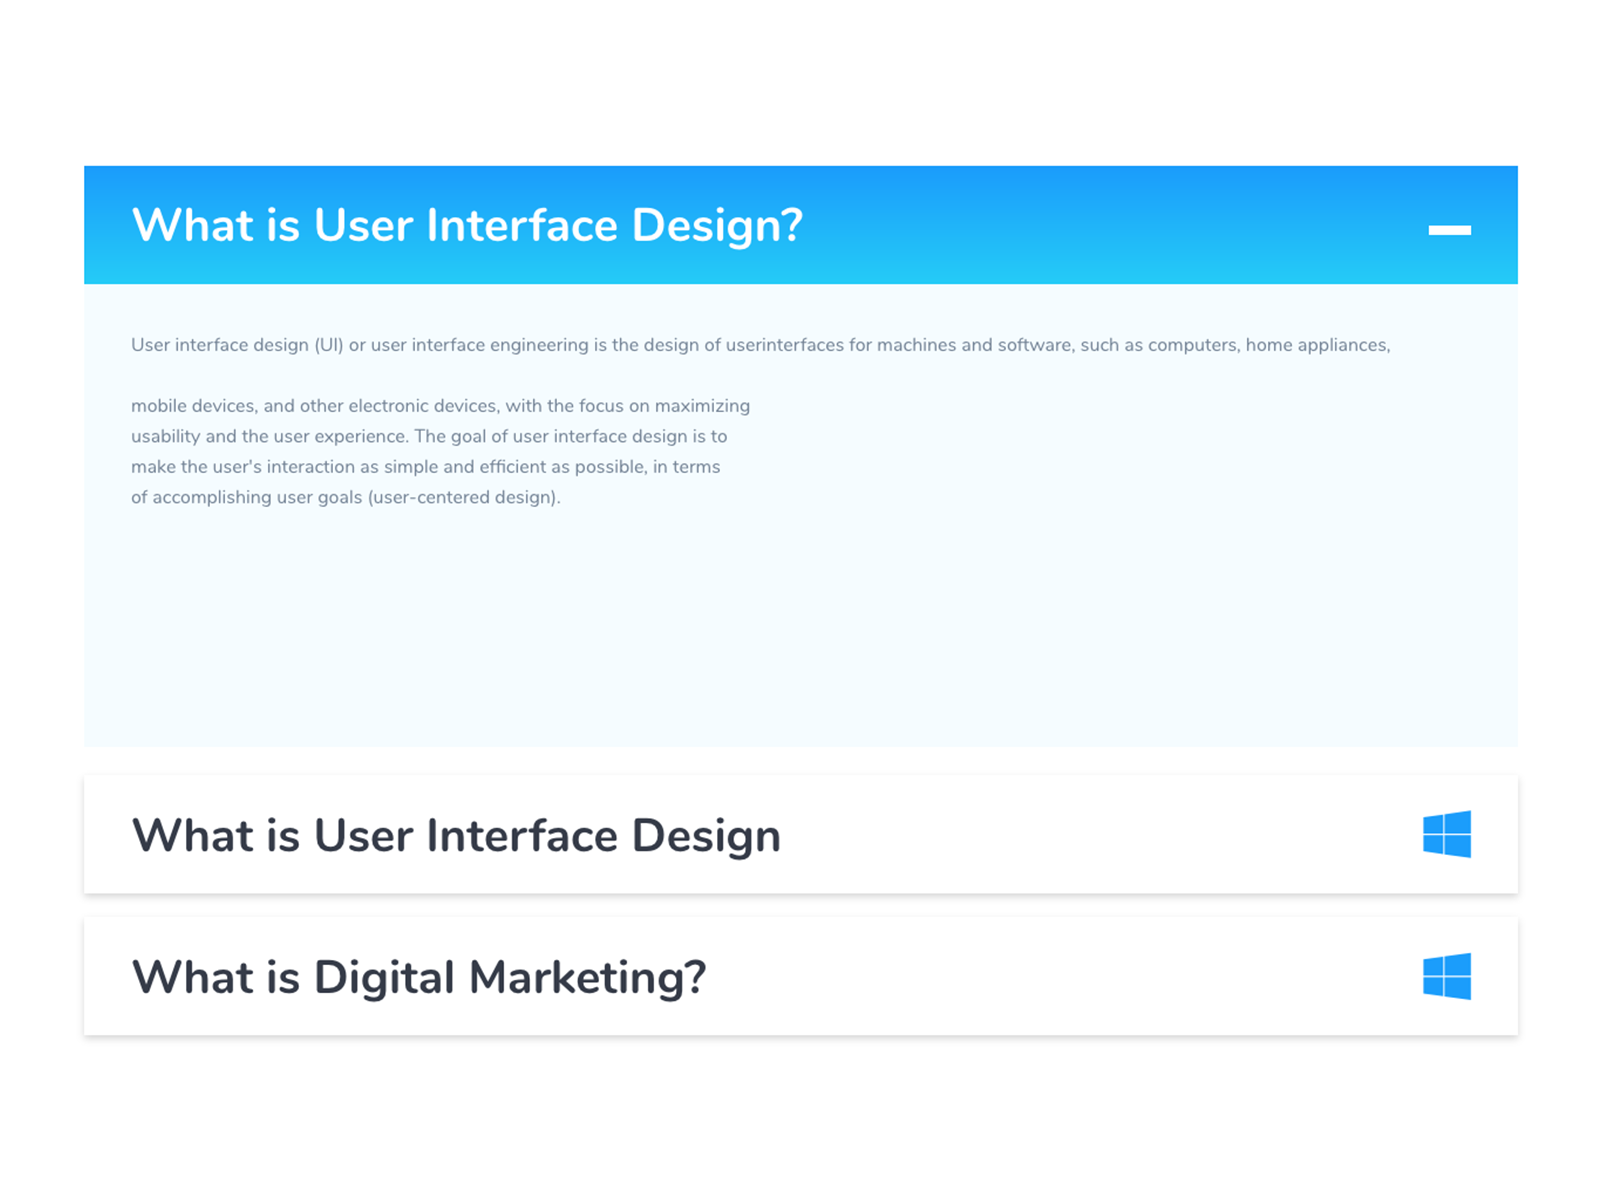 What is User Interface Design?
User interface design (UI) or user interface engineering is the design of userinterfaces for machines and software, such as computers, home appliances,
mobile devices, and other electronic devices, with the focus on maximizing
usability and the user experience. The goal of user interface design is to
make the user's interaction as simple and efficient as possible, in terms
of accomplishing user goals (user-centered design).
What is User Interface Design
What is Digital Marketing?